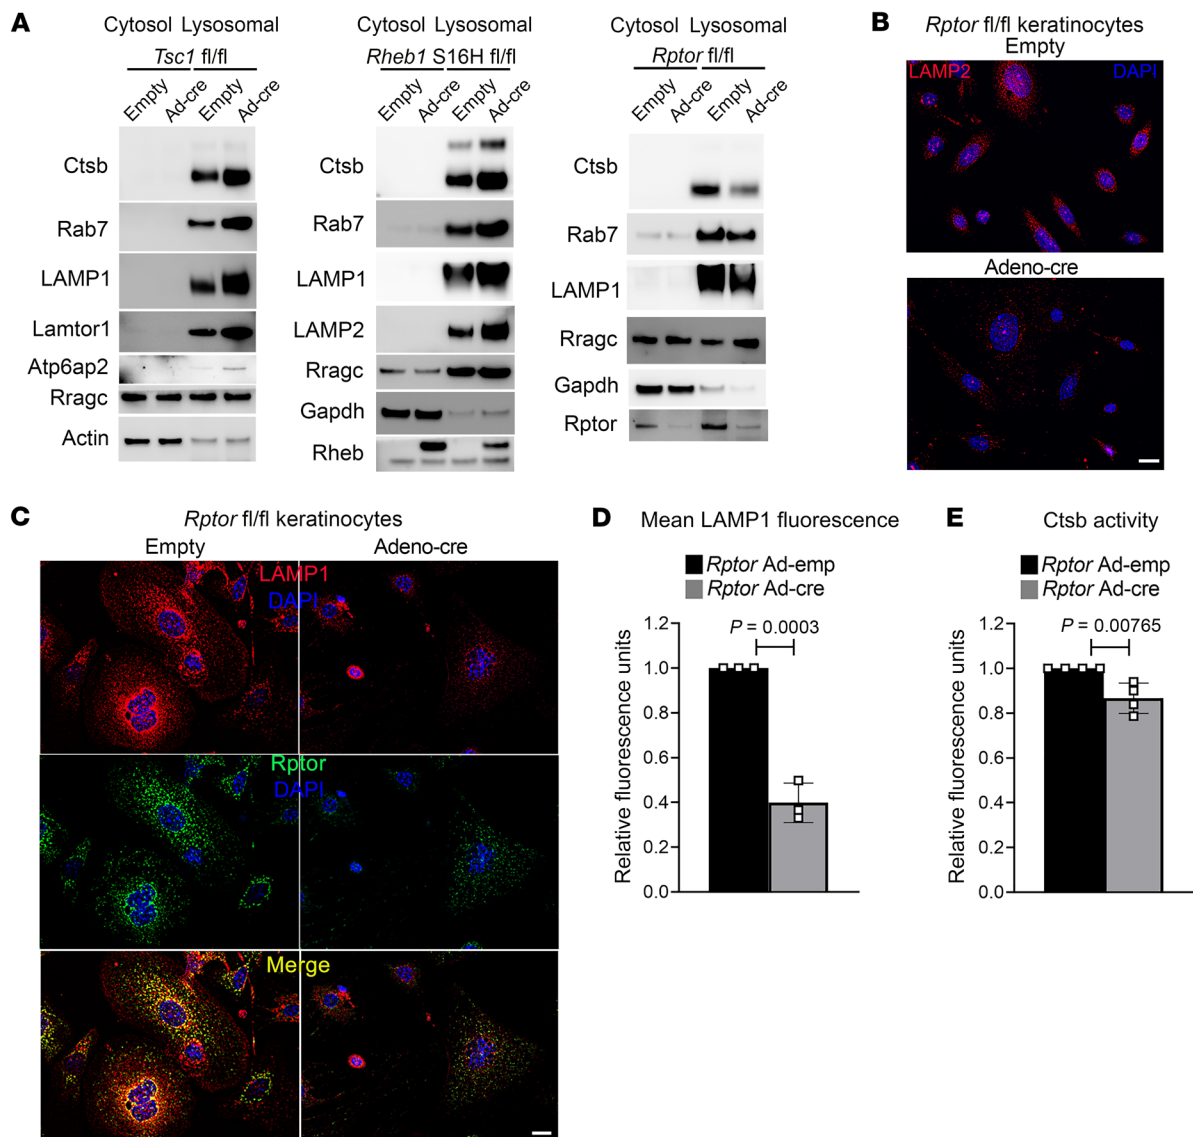 A
Cytosol Lysosomal
Tsc1 fl/fl
Empty
Ad-cre
Empty
Ad-cre
Ctsb
Rab7
LAMP1
Lamtor1
Atp6ap2
Rragc
Actin
Cytosol Lysosomal
Rheb1 S16H fl/fl
Empty
Ad-cre
Empty
Ad-cre
Ctsb
Rab7
LAMP1
LAMP2
Rragc
Gapdh
Rheb
Cytosol Lysosomal
Rptor fl/fl
Empty
Ad-cre
Empty
Ad-cre
Ctsb
Rab7
LAMP1
Rragc
Gapdh
Rptor
B
Rptor fl/fl keratinocytes
Empty
LAMP2
DAPI
Adeno-cre
C
Rptor fl/fl keratinocytes
Empty
Adeno-cre
LAMP1
DAPI
Rptor
DAPI
Merge
D
Mean LAMP1 fluorescence
Rptor Ad-emp
Rptor Ad-cre
P = 0.0003
Relative fluorescence units
1.2
1.0
0.8
0.6
0.4
0.2
0.0
E
Ctsb activity
Rptor Ad-emp
Rptor Ad-cre
P = 0.00765
Relative fluorescence units
1.2
1.0
1.2
0.6
0.4
0.2
0.0